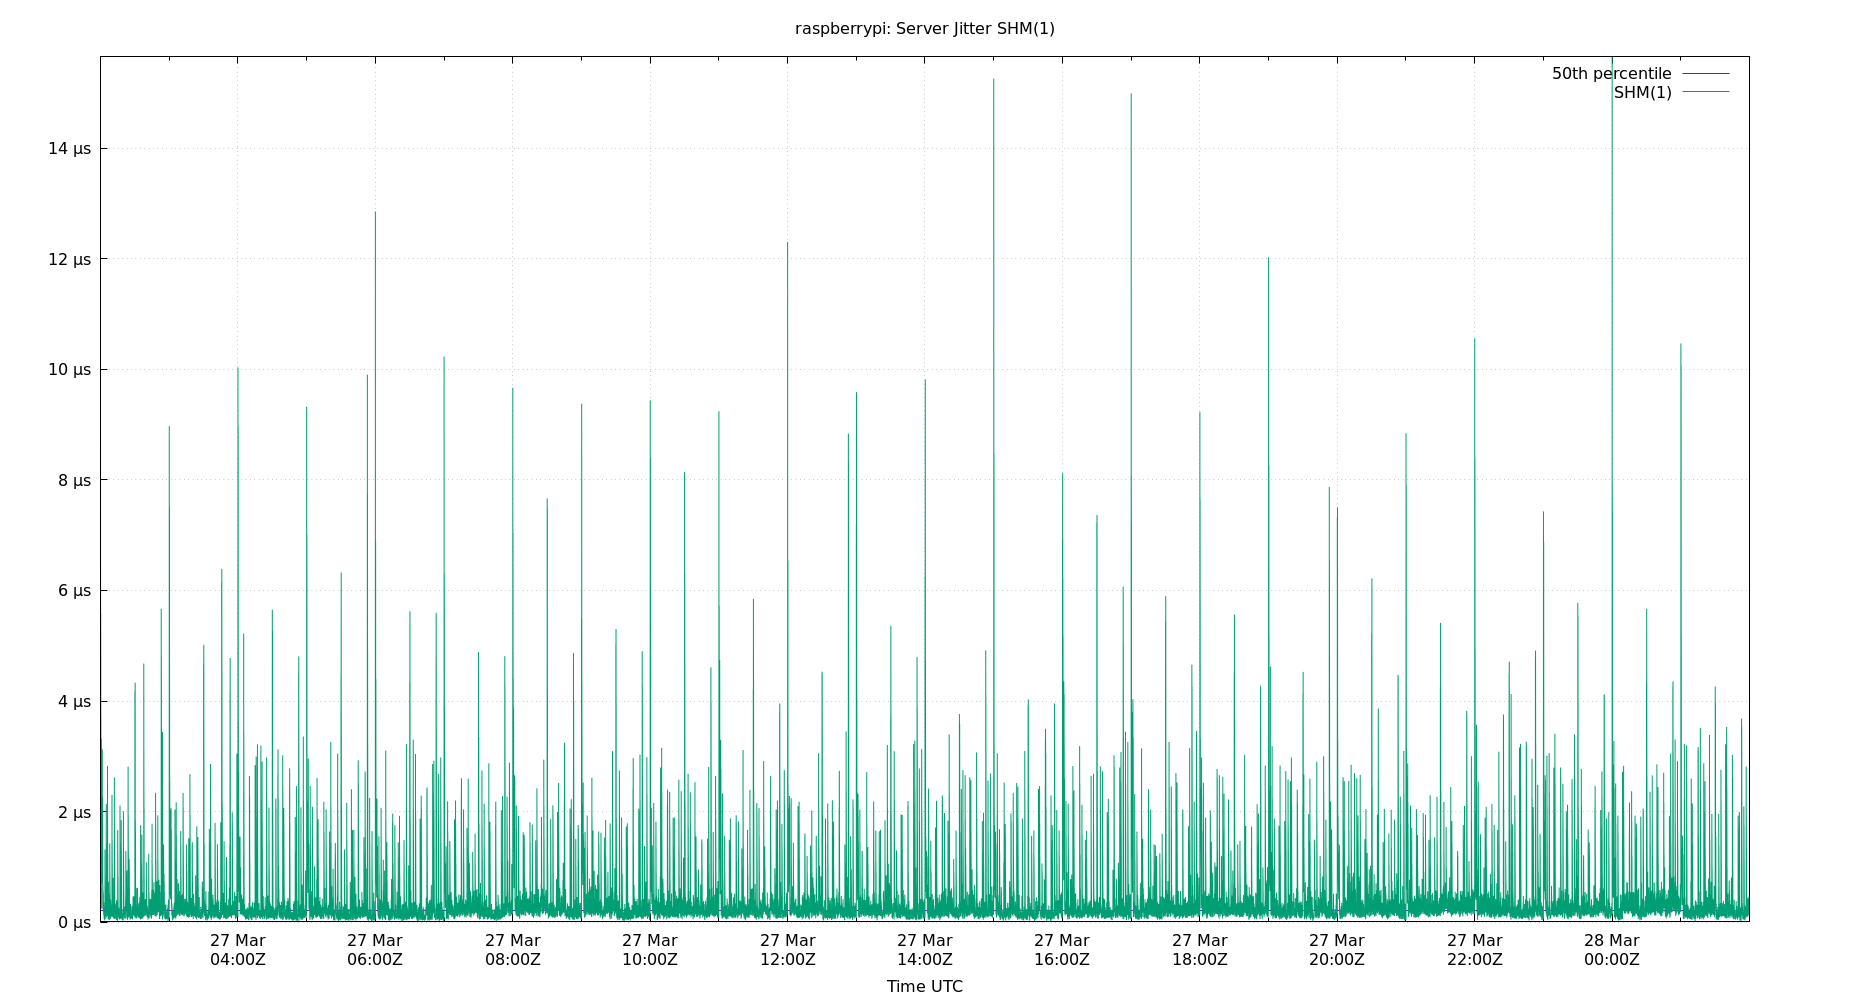 raspberrypi: Server Jitter SHM(1)
50th percentile
SHM(1)
14 µs
12 µs
10 µs
8 µs
6 µs
4 µs
2 µs
0 µs
27 Mar 27 Mar 27 Mar 27 Mar 27 Mar 27 Mar 27 Mar 27 Mar 27 Mar 27 Mar 28 Mar
04:00Z 06:00Z 08:00Z 10:00Z 12:00Z 14:00Z 16:00Z 18:00Z 20:00Z 22:00Z 00:00Z
Time UTC